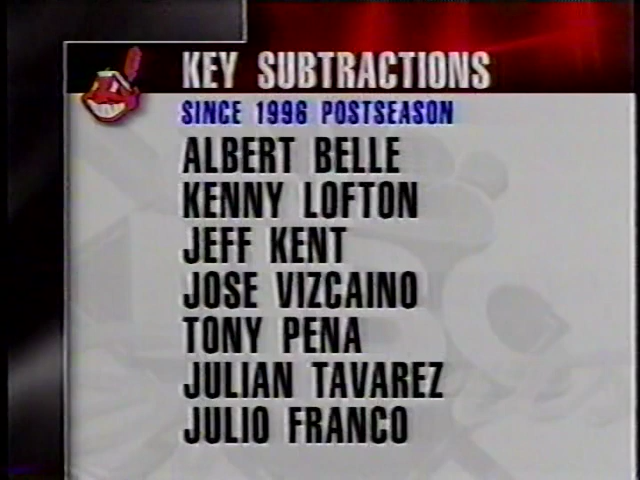 KEY SUBTRACTIONS
SINCE 1996 POSTSEASON
ALBERT BELLE
KENNY LOFTON
JEFF KENT
JOSE VIZCAINO
TONY PENA
JULIAN TAVAREZ
JULIO FRANCO